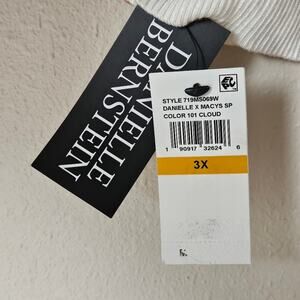 DANIELLE
BERNSTEIN
STYLE 719MS069W
DANIELLE X MACYS SP
COLOR 101 CLOUD
1 90917 32624 6
3X